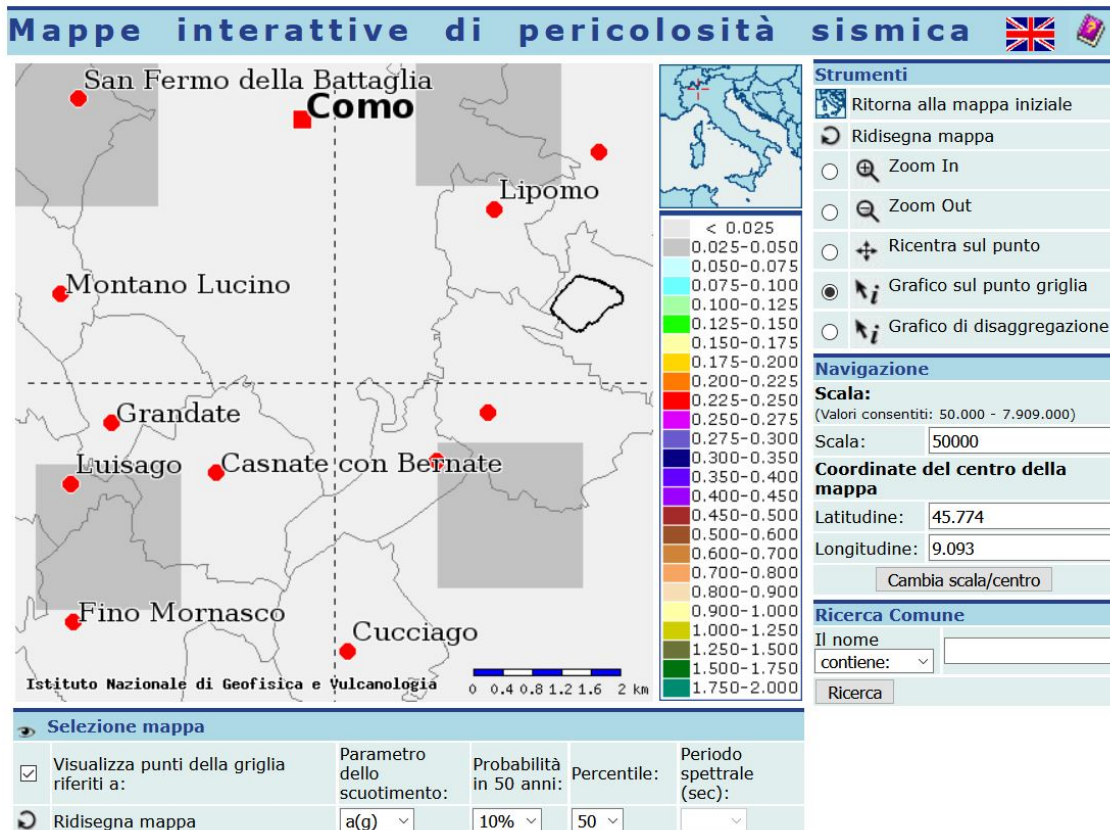 Mappe interattive di pericolosità sismica
San Fermo della Battaglia
Como
Lipomo
Montano Lucino
Grandate
Luisago
Casnate con Bernate
Fino Mornasco
Cucciago
Istituto Nazionale di Geofisica e Vulcanologia
0 0.4 0.8 1.2 1.6 2 km
< 0.025
0.025-0.050
0.050-0.075
0.075-0.100
0.100-0.125
0.125-0.150
0.150-0.175
0.175-0.200
0.200-0.225
0.225-0.250
0.250-0.275
0.275-0.300
0.300-0.350
0.350-0.400
0.400-0.450
0.450-0.500
0.500-0.600
0.600-0.700
0.700-0.800
0.800-0.900
0.900-1.000
1.000-1.250
1.250-1.500
1.500-1.750
1.750-2.000
Strumenti
Ritorna alla mappa iniziale
Ridisegna mappa
Zoom In
Zoom Out
Ricentra sul punto
Grafico sul punto griglia
Grafico di disaggregazione
Navigazione
Scala:
(Valori consentiti: 50.000 - 7.909.000)
Scala: 50000
Coordinate del centro della
mappa
Latitudine: 45.774
Longitudine: 9.093
Cambia scala/centro
Ricerca Comune
Il nome
contiene:
Ricerca
Selezione mappa
Visualizza punti della griglia
riferiti a:
Parametro
dello
scuotimento:
Probabilità
in 50 anni:
Percentile:
Periodo
spettrale
(sec):
Ridisegna mappa
a(g)
10%
50